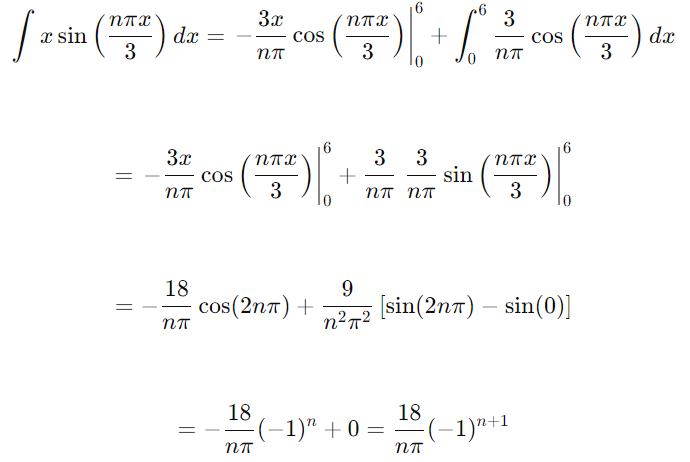 ∫ x sin(nπx/3) dx = −(3x/nπ) cos(nπx/3)|₀⁶ + ∫₀⁶ (3/nπ) cos(nπx/3) dx
= −(3x/nπ) cos(nπx/3)|₀⁶ + (3/nπ) (3/nπ) sin(nπx/3)|₀⁶
= −(18/nπ) cos(2nπ) + (9/n²π²) [sin(2nπ) − sin(0)]
= −(18/nπ)(−1)ⁿ + 0 = (18/nπ)(−1)ⁿ⁺¹